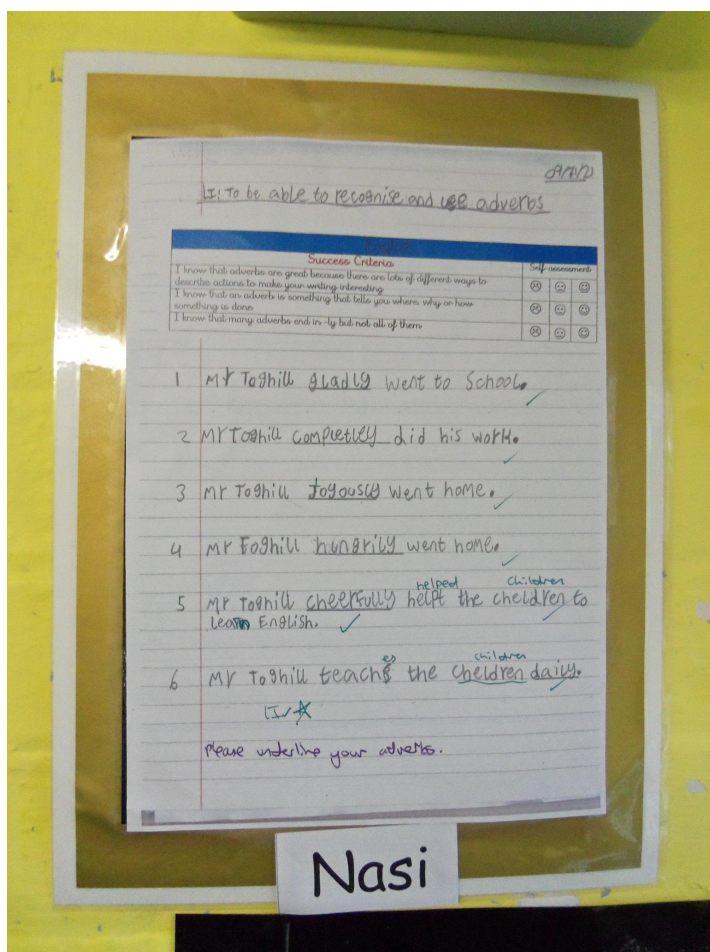 LI: To be able to recognise and use adverbs
Success Criteria
Self-assessment
I know that adverbs are great because there are lots of different ways to
describe actions to make your writing interesting
I know that an adverb is something that tells you where, why or how
something is done
I know that many adverbs end in -ly but not all of them
1 Mr Toghill gladly went to School.
2 Mr Toghill completley did his work.
3 Mr Toghill Joyously went home.
4 Mr Toghill hungrily went home.
helped children
5 Mr Toghill cheerfully helpt the cheldren to
learn English.
es children
6 Mr Toghill teachs the cheldren daily.
LI
Please underline your adverbs.
Nasi